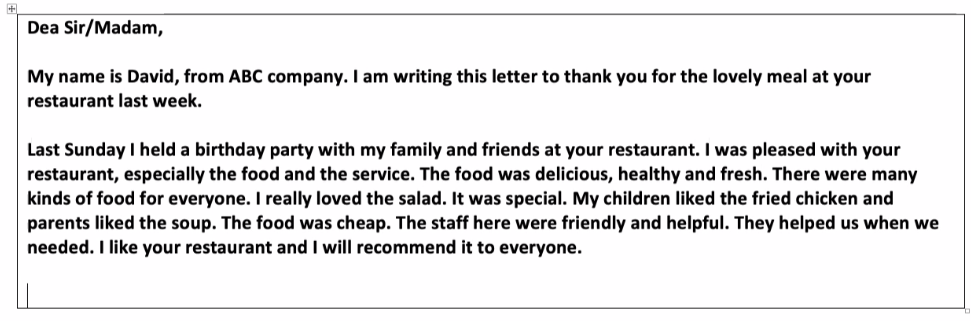 Dea Sir/Madam,
My name is David, from ABC company. I am writing this letter to thank you for the lovely meal at your
restaurant last week.
Last Sunday I held a birthday party with my family and friends at your restaurant. I was pleased with your
restaurant, especially the food and the service. The food was delicious, healthy and fresh. There were many
kinds of food for everyone. I really loved the salad. It was special. My children liked the fried chicken and
parents liked the soup. The food was cheap. The staff here were friendly and helpful. They helped us when we
needed. I like your restaurant and I will recommend it to everyone.